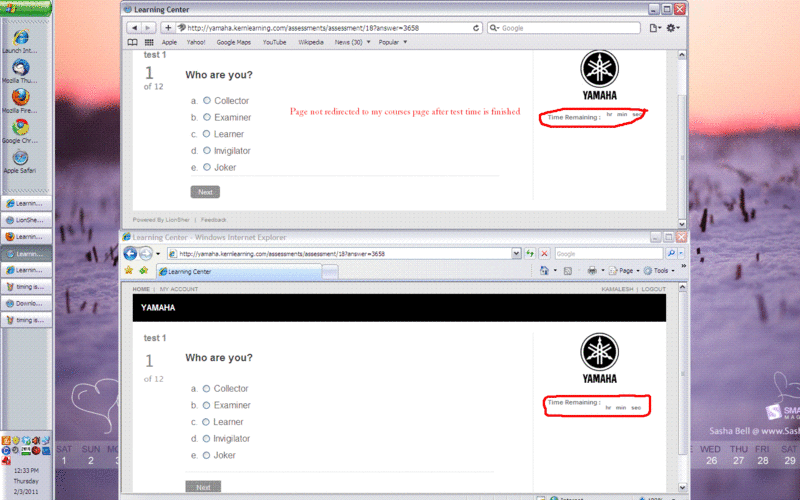 Learning Center
http://yamaha.kernlearning.com/assessments/assessment/18?answer=3658
Google
Apple Yahoo! Google Maps YouTube Wikipedia News (30) Popular
test 1
1
of 12
Who are you?
a. Collector
b. Examiner
c. Learner
d. Invigilator
e. Joker
Next
Page not redirected to my courses page after test time is finished
YAMAHA
Time Remaining : hr min sec
Powered By LionSher | Feedback
Learning Center - Windows Internet Explorer
http://yamaha.kernlearning.com/assessments/assessment/18?answer=3658
Google
Learning Center
Page Tools
HOME | MY ACCOUNT
KAMALESH | LOGOUT
YAMAHA
test 1
1
of 12
Who are you?
a. Collector
b. Examiner
c. Learner
d. Invigilator
e. Joker
Next
YAMAHA
Time Remaining :
hr min sec
Internet
start
Launch Int...
Mozilla Thu...
Mozilla Fire...
Google Chr...
Apple Safari
Learnin...
LionShe...
Learnin...
Learnin...
Learnin...
timing is...
Downlo...
timing is...
12:33 PM
Thursday
2/3/2011
SUN
1 2 3
SMA
MAG
Sasha Bell @ www.S
WED THU FRI SAT SUN
26 27 28 29